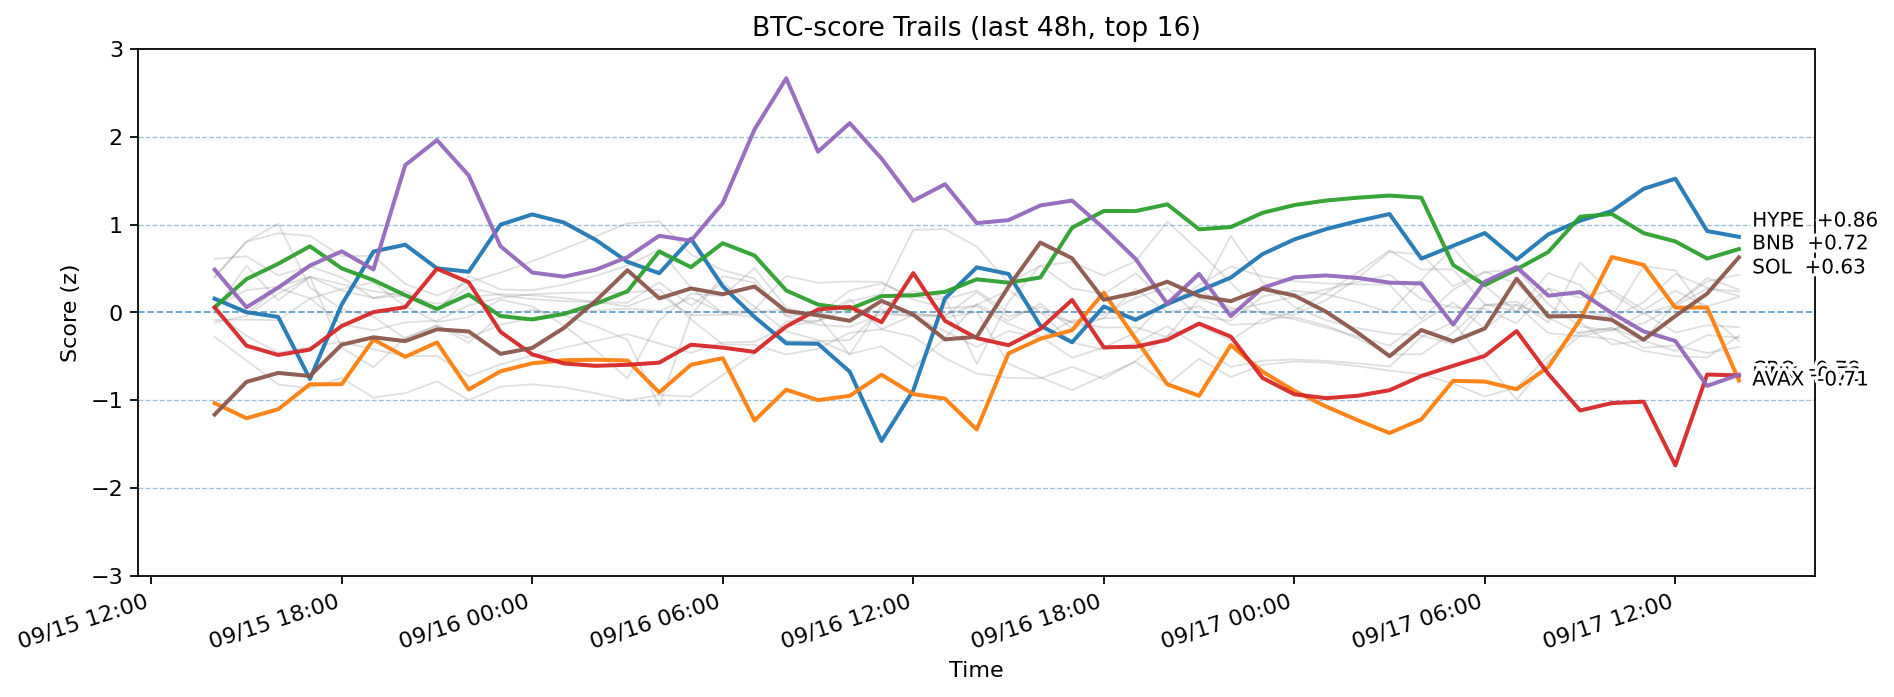 BTC-score Trails (last 48h, top 16)
Score (z)
3
2
1
0
−1
−2
−3
HYPE +0.86
BNB +0.72
SOL +0.63
AVAX -0.71
09/15 12:00
09/15 18:00
09/16 00:00
09/16 06:00
09/16 12:00
09/16 18:00
09/17 00:00
09/17 06:00
09/17 12:00
Time